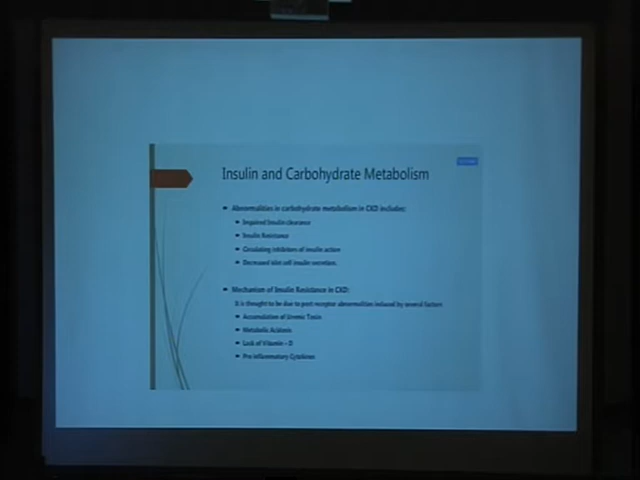 Insulin and Carbohydrate Metabolism
Abnormalities in carbohydrate metabolism in CKD includes:
Impaired Insulin clearance
Insulin Resistance
Circulating inhibitors of insulin action
Decreased islet cell insulin secretion.
Mechanism of Insulin Resistance in CKD:
It is thought to be due to post receptor abnormalities induced by several factors
Accumulation of Uremic Toxin
Metabolic Acidosis
Lack of Vitamin - D
Pro inflammatory Cytokines